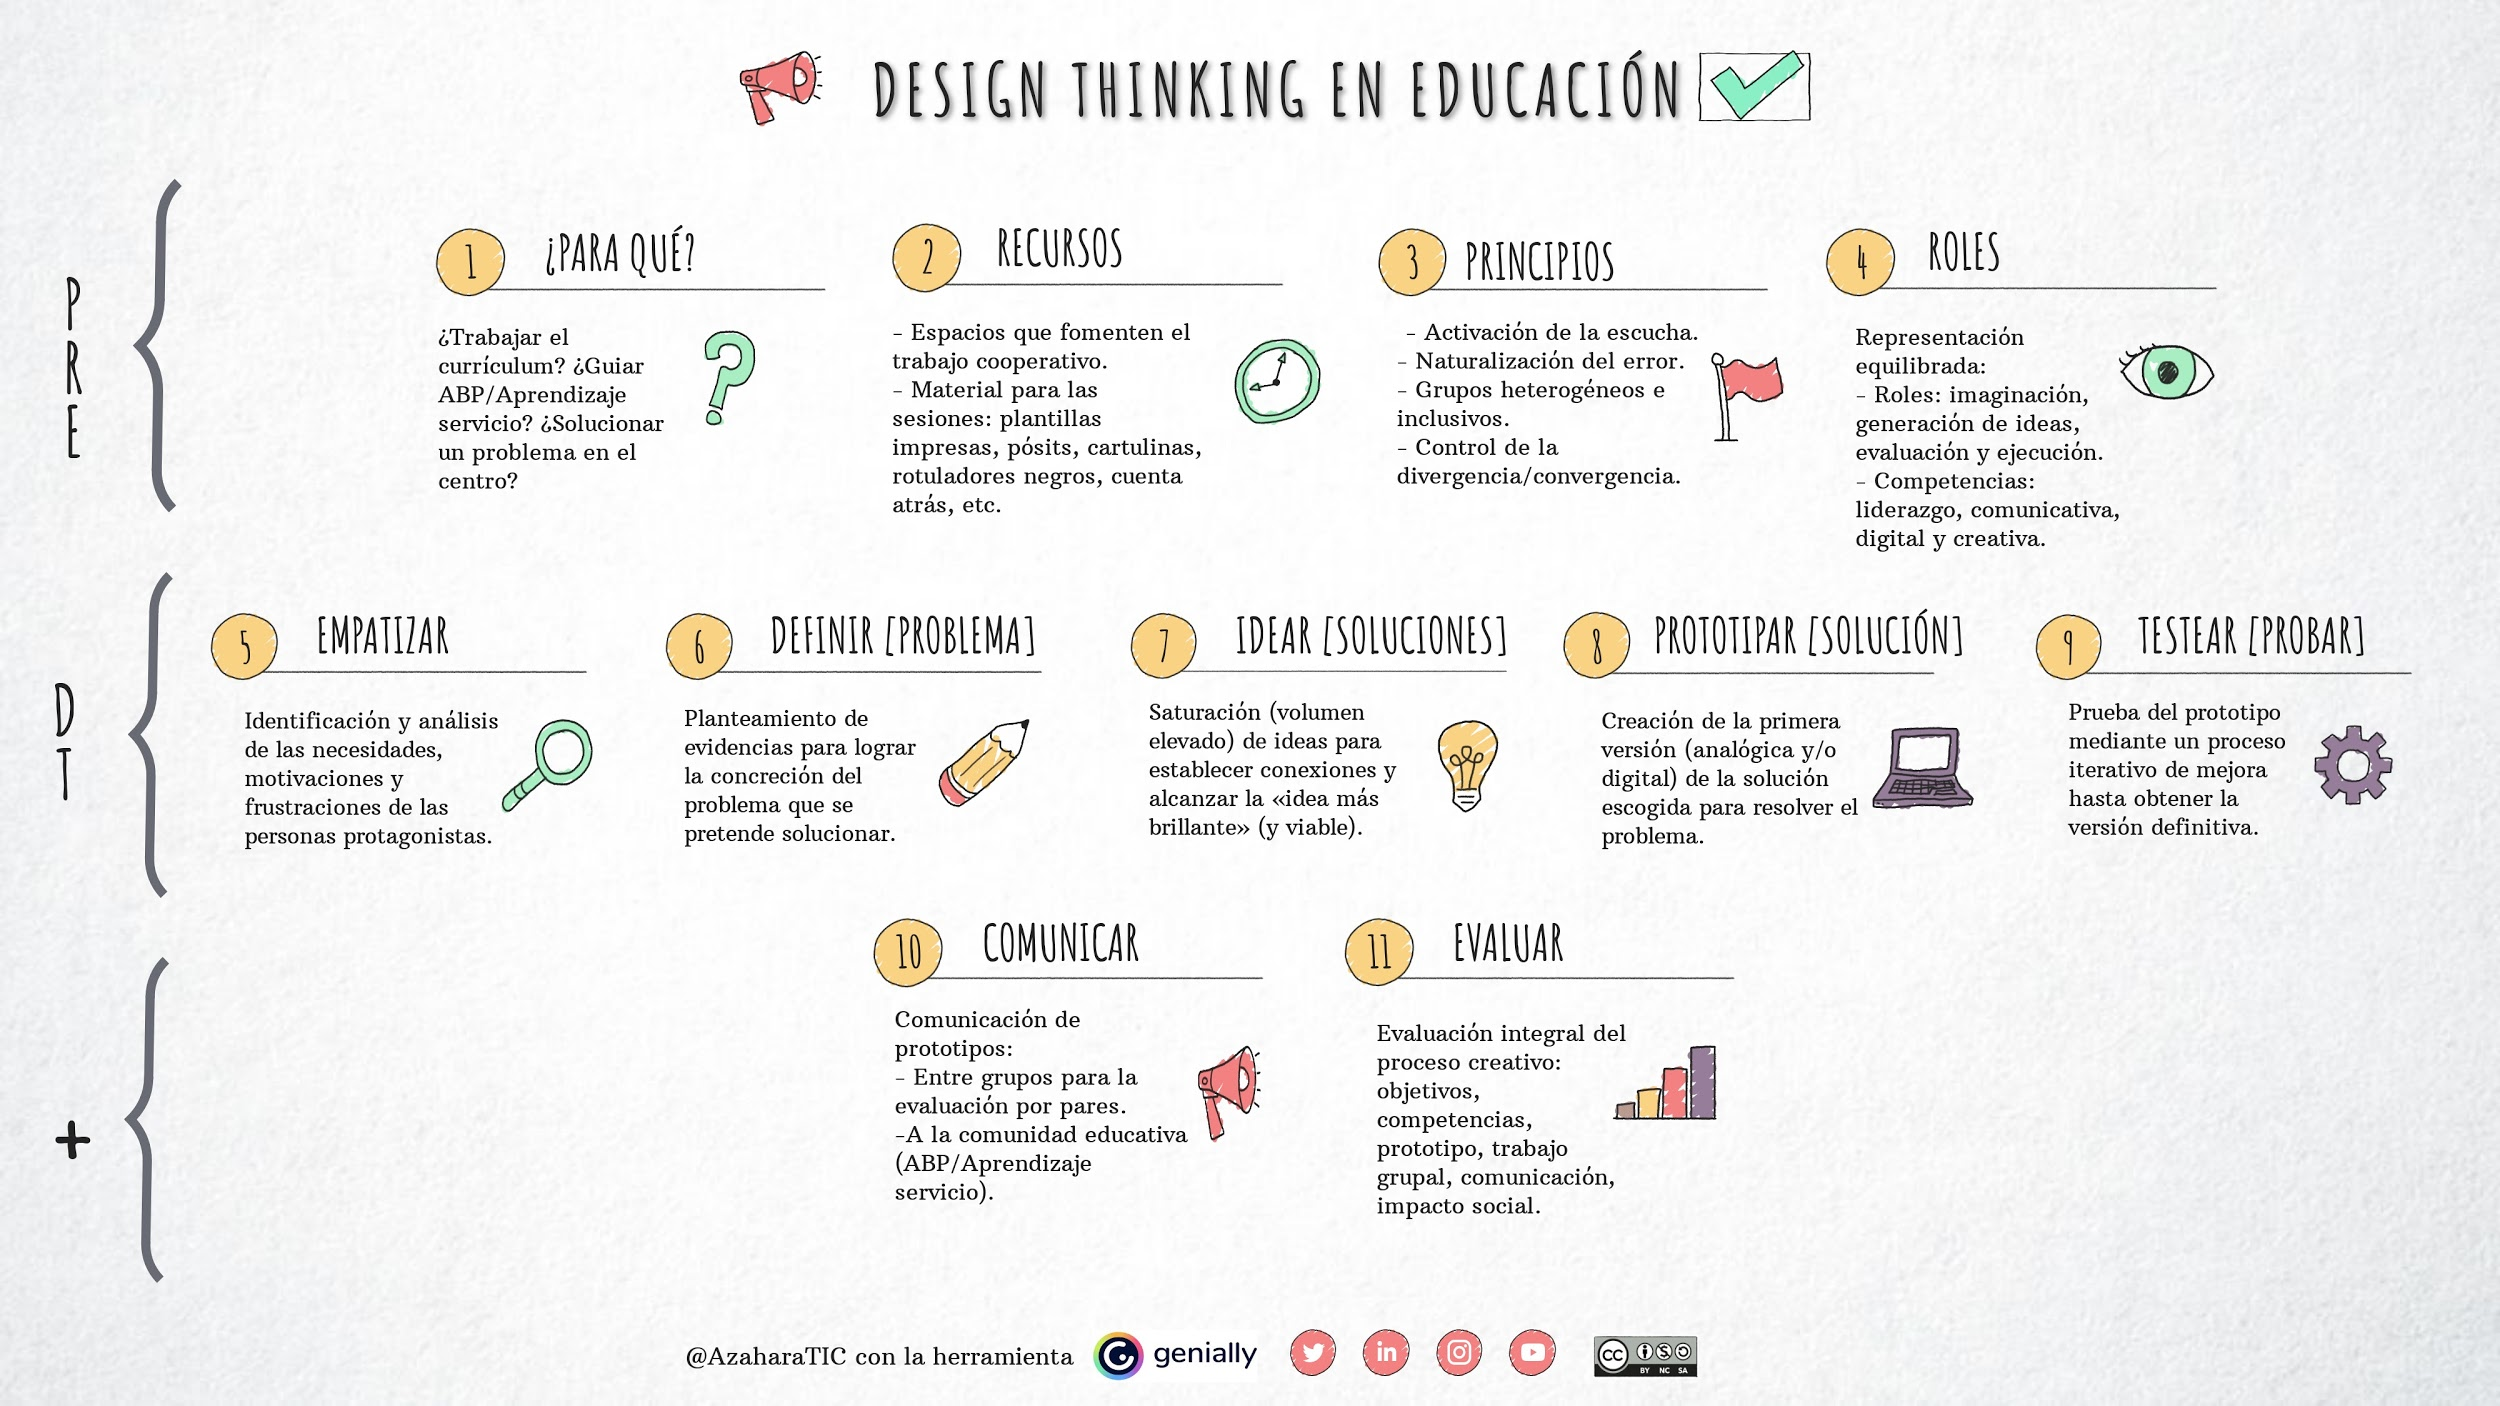 DESIGN THINKING EN EDUCACIÓN
PRE
1 ¿PARA QUÉ?
¿Trabajar el
currículum? ¿Guiar
ABP/Aprendizaje
servicio? ¿Solucionar
un problema en el
centro?
2 RECURSOS
- Espacios que fomenten el
trabajo cooperativo.
- Material para las
sesiones: plantillas
impresas, pósits, cartulinas,
rotuladores negros, cuenta
atrás, etc.
3 PRINCIPIOS
- Activación de la escucha.
- Naturalización del error.
- Grupos heterogéneos e
inclusivos.
- Control de la
divergencia/convergencia.
4 ROLES
Representación
equilibrada:
- Roles: imaginación,
generación de ideas,
evaluación y ejecución.
- Competencias:
liderazgo, comunicativa,
digital y creativa.
DT
5 EMPATIZAR
Identificación y análisis
de las necesidades,
motivaciones y
frustraciones de las
personas protagonistas.
6 DEFINIR [PROBLEMA]
Planteamiento de
evidencias para lograr
la concreción del
problema que se
pretende solucionar.
7 IDEAR [SOLUCIONES]
Saturación (volumen
elevado) de ideas para
establecer conexiones y
alcanzar la «idea más
brillante» (y viable).
8 PROTOTIPAR [SOLUCIÓN]
Creación de la primera
versión (analógica y/o
digital) de la solución
escogida para resolver el
problema.
9 TESTEAR [PROBAR]
Prueba del prototipo
mediante un proceso
iterativo de mejora
hasta obtener la
versión definitiva.
+
10 COMUNICAR
Comunicación de
prototipos:
- Entre grupos para la
evaluación por pares.
-A la comunidad educativa
(ABP/Aprendizaje
servicio).
11 EVALUAR
Evaluación integral del
proceso creativo:
objetivos,
competencias,
prototipo, trabajo
grupal, comunicación,
impacto social.
@AzaharaTIC con la herramienta genially in cc BY NC SA